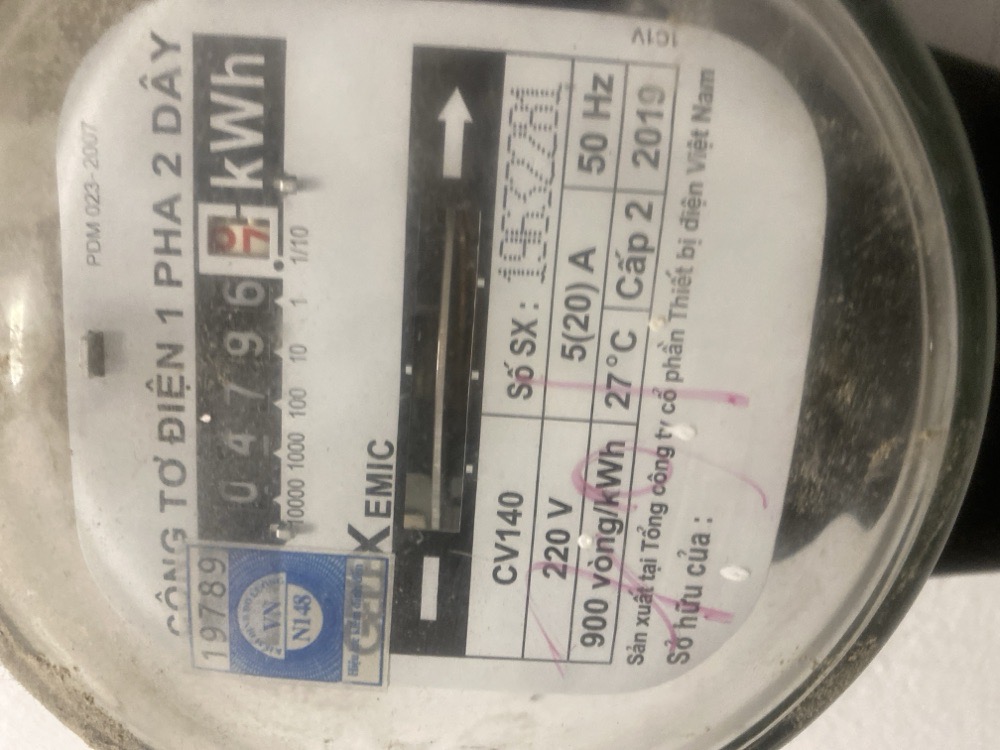 1C1V
PDM 023-2007
CÔNG TƠ ĐIỆN 1 PHA 2 DÂY
0 4 7 9 6 kWh
10000 1000 100 10 1 1/10
19789
VN
N148
EMIC
CV140 Số SX :
220 V 5(20) A 50 Hz
900 vòng/kWh 27°C Cấp 2 2019
Sản xuất tại Tổng công ty cổ phần Thiết bị điện Việt Nam
Sở hữu của :